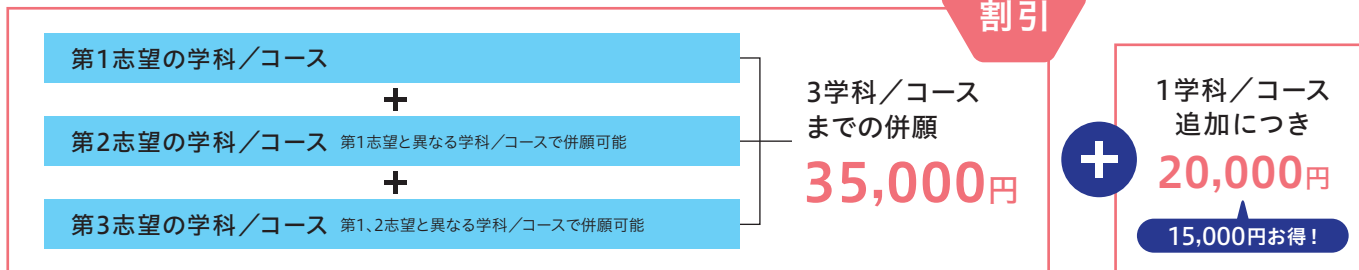 割引
第1志望の学科／コース
+
第2志望の学科／コース 第1志望と異なる学科／コースで併願可能
+
第3志望の学科／コース 第1、2志望と異なる学科／コースで併願可能
3学科／コース
までの併願
35,000円
+
1学科／コース
追加につき
20,000円
15,000円お得！